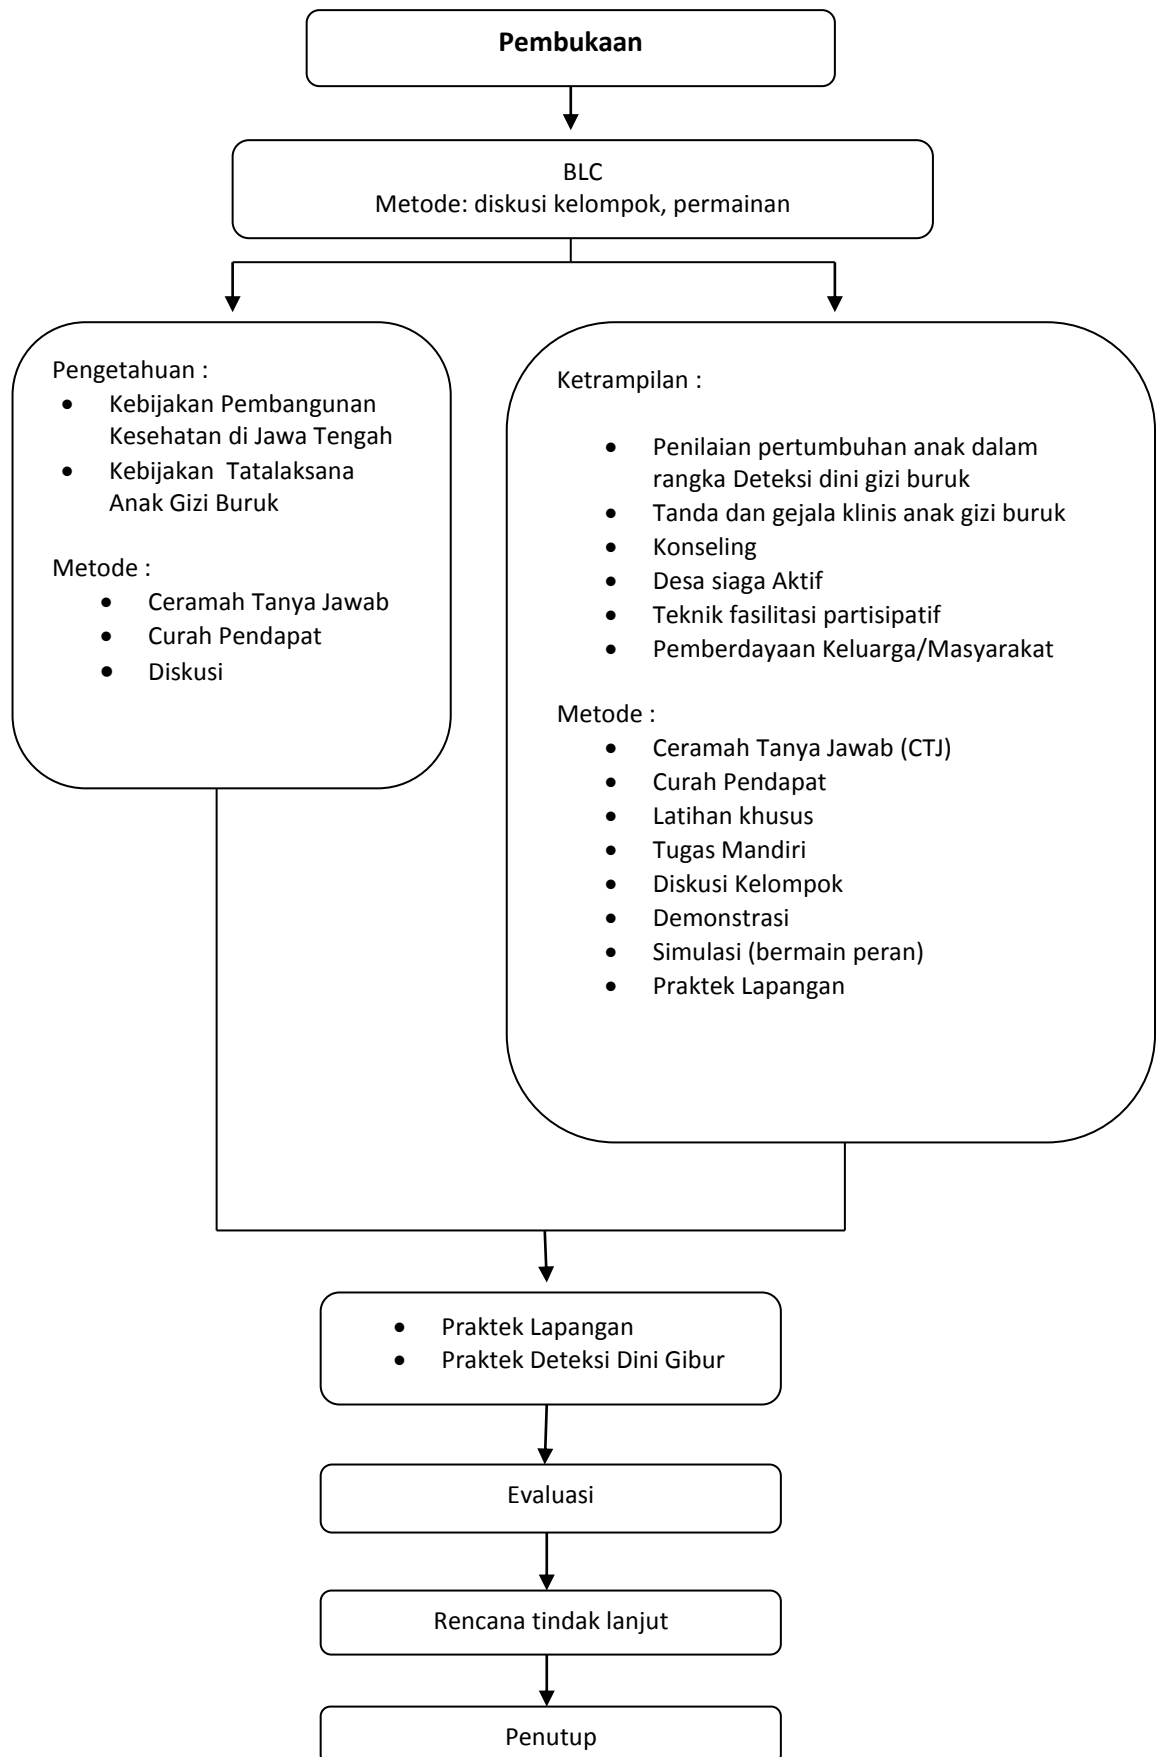 Pembukaan
BLC
Metode: diskusi kelompok, permainan
Pengetahuan :
• Kebijakan Pembangunan
Kesehatan di Jawa Tengah
• Kebijakan Tatalaksana
Anak Gizi Buruk
Metode :
• Ceramah Tanya Jawab
• Curah Pendapat
• Diskusi
Ketrampilan :
• Penilaian pertumbuhan anak dalam
rangka Deteksi dini gizi buruk
• Tanda dan gejala klinis anak gizi buruk
• Konseling
• Desa siaga Aktif
• Teknik fasilitasi partisipatif
• Pemberdayaan Keluarga/Masyarakat
Metode :
• Ceramah Tanya Jawab (CTJ)
• Curah Pendapat
• Latihan khusus
• Tugas Mandiri
• Diskusi Kelompok
• Demonstrasi
• Simulasi (bermain peran)
• Praktek Lapangan
• Praktek Lapangan
• Praktek Deteksi Dini Gibur
Evaluasi
Rencana tindak lanjut
Penutup